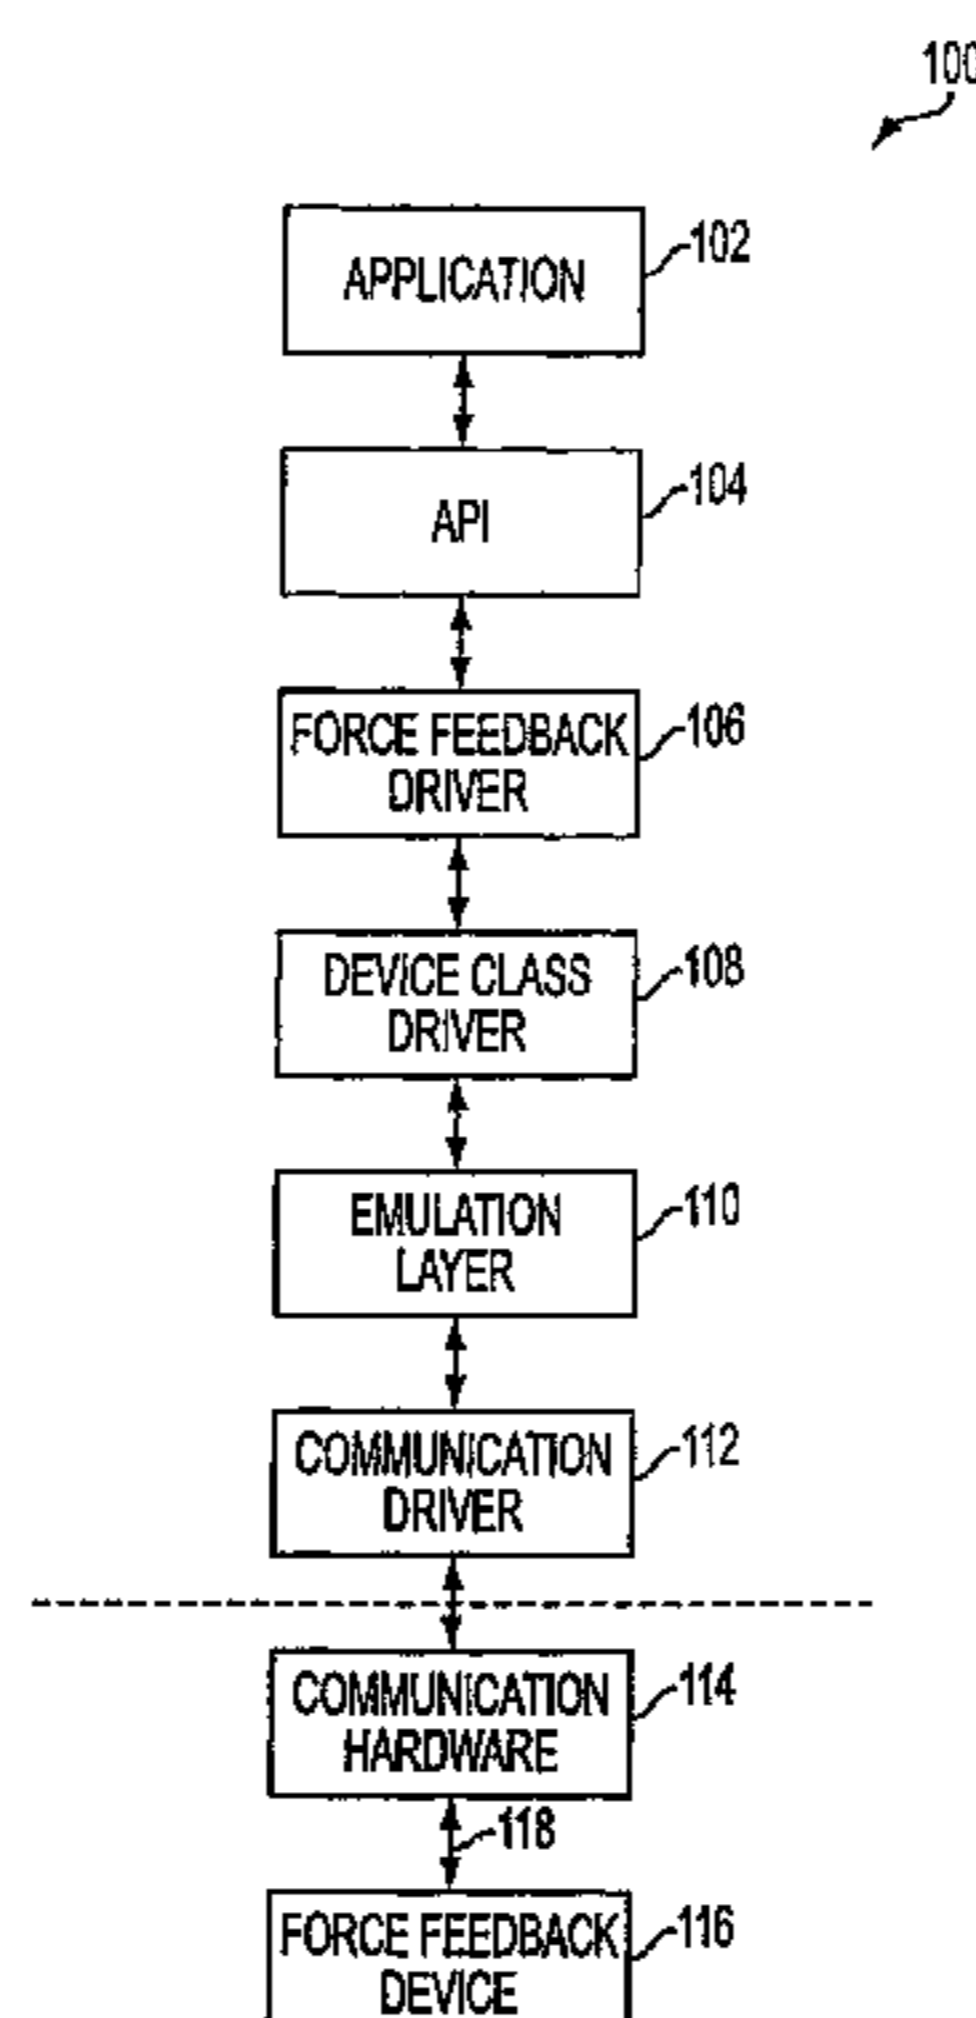 100
APPLICATION
102
API
104
FORCE FEEDBACK
DRIVER
106
DEVICE CLASS
DRIVER
108
EMULATION
LAYER
110
COMMUNICATION
DRIVER
112
COMMUNICATION
HARDWARE
114
118
FORCE FEEDBACK
DEVICE
116